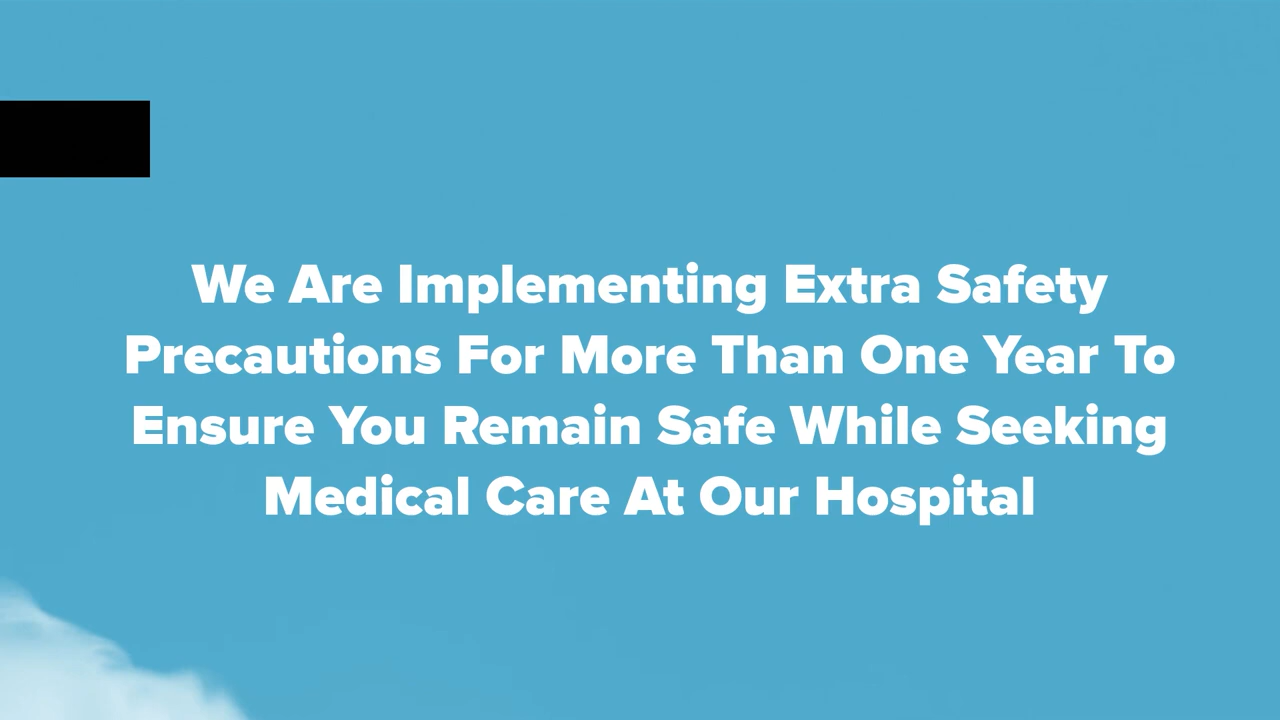 We Are Implementing Extra Safety
Precautions For More Than One Year To
Ensure You Remain Safe While Seeking
Medical Care At Our Hospital